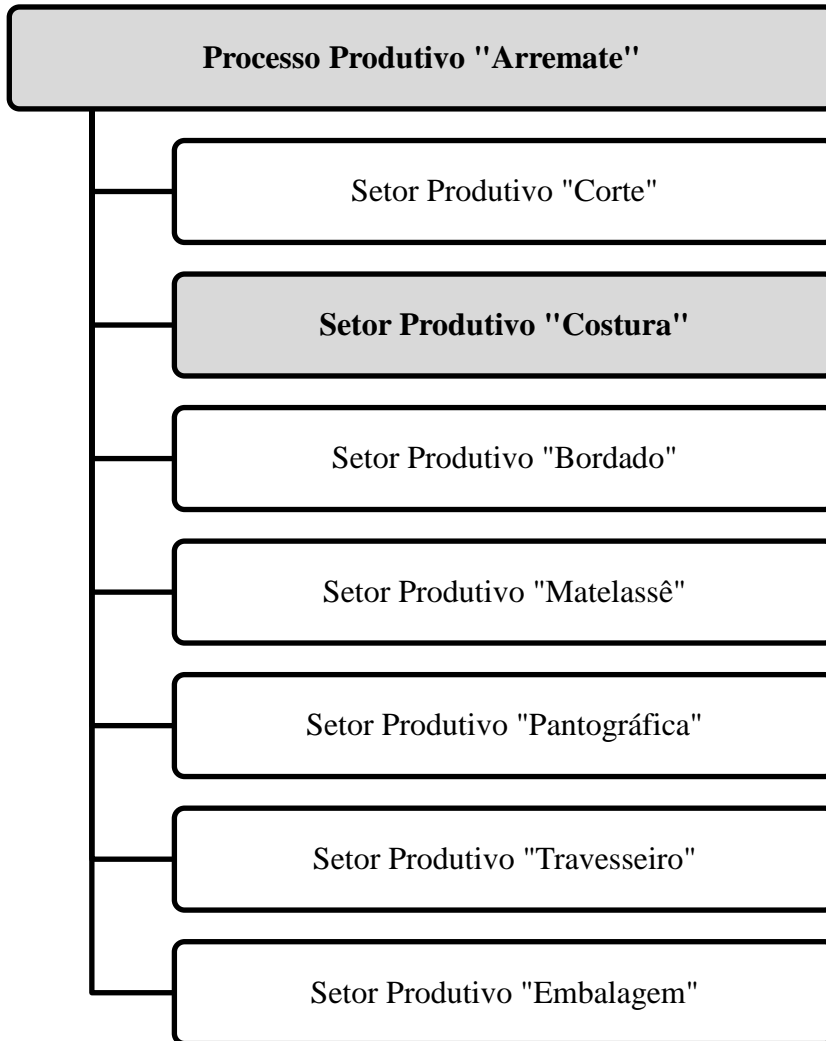 Processo Produtivo "Arremate"
Setor Produtivo "Corte"
Setor Produtivo "Costura"
Setor Produtivo "Bordado"
Setor Produtivo "Matelassê"
Setor Produtivo "Pantográfica"
Setor Produtivo "Travesseiro"
Setor Produtivo "Embalagem"